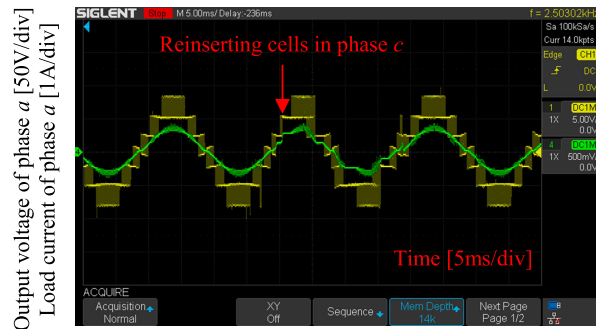 Output voltage of phase a [50V/div]
Load current of phase a [1A/div]
SIGLENT Stop M 5.00ms/ Delay:-236ms f = 2.50302kHz
Sa 100kSa/s
Curr 14.0kpts
Edge CH1
DC
L 0.0V
1 DC1M
1X 5.00V/
0.0V
4 DC1M
1X 500mV/
0.0V
Reinserting cells in phase c
4
Time [5ms/div]
ACQUIRE
Acquisition
Normal
XY
Off
Sequence
Mem Depth
14k
Next Page
Page 1/2